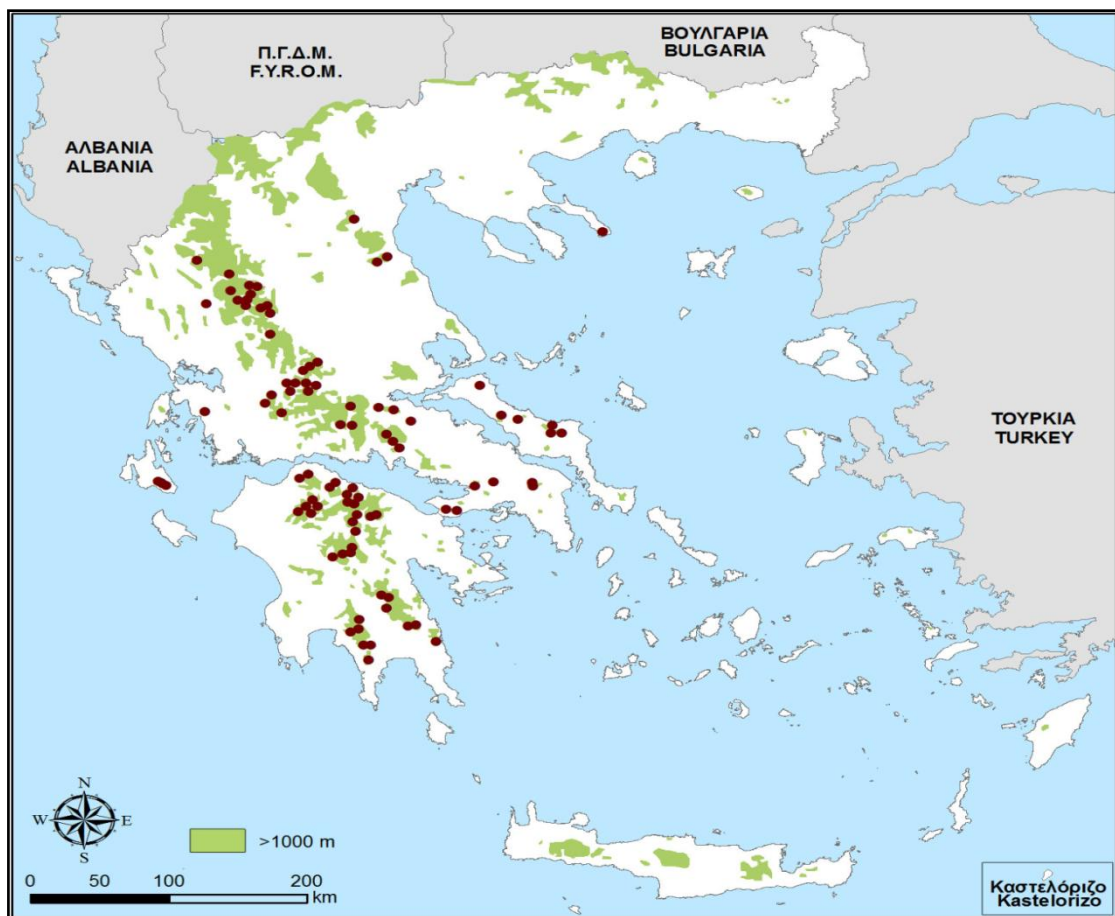 ΒΟΥΛΓΑΡΙΑ
BULGARIA
Π.Γ.Δ.Μ.
F.Y.R.O.M.
ΑΛΒΑΝΙΑ
ALBANIA
ΤΟΥΡΚΙΑ
TURKEY
N
W E
S
>1000 m
0 50 100 200
km
Καστελόριζο
Kastelorizo